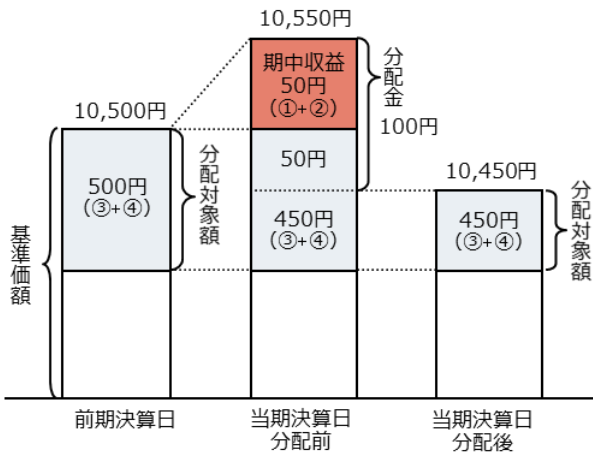 10,550円
期中収益
50円
(①+②)
分配金
100円
10,500円
500円
(③+④)
分配対象額
50円
450円
(③+④)
10,450円
450円
(③+④)
分配対象額
基準価額
前期決算日
当期決算日
分配前
当期決算日
分配後